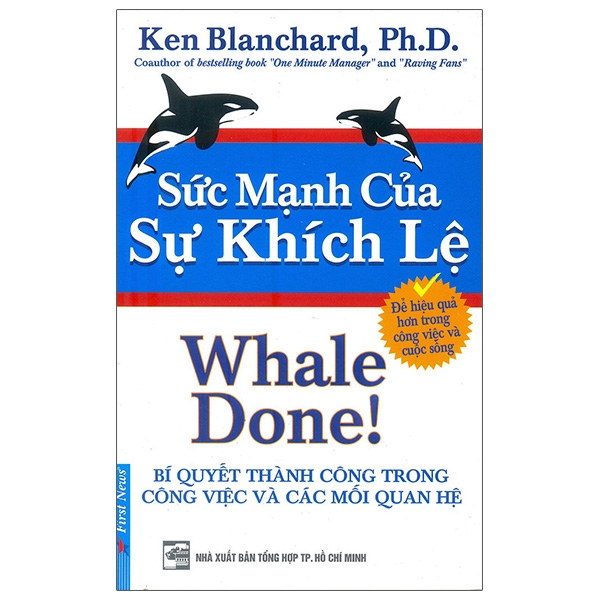 Ken Blanchard, Ph.D.
Coauthor of bestselling book "One Minute Manager" and "Raving Fans"
Sức Mạnh Của
Sự Khích Lệ
Để hiệu quả
hơn trong
công việc và
cuộc sống
Whale
Done!
BÍ QUYẾT THÀNH CÔNG TRONG
CÔNG VIỆC VÀ CÁC MỐI QUAN HỆ
First News
NHÀ XUẤT BẢN TỔNG HỢP TP. HỒ CHÍ MINH